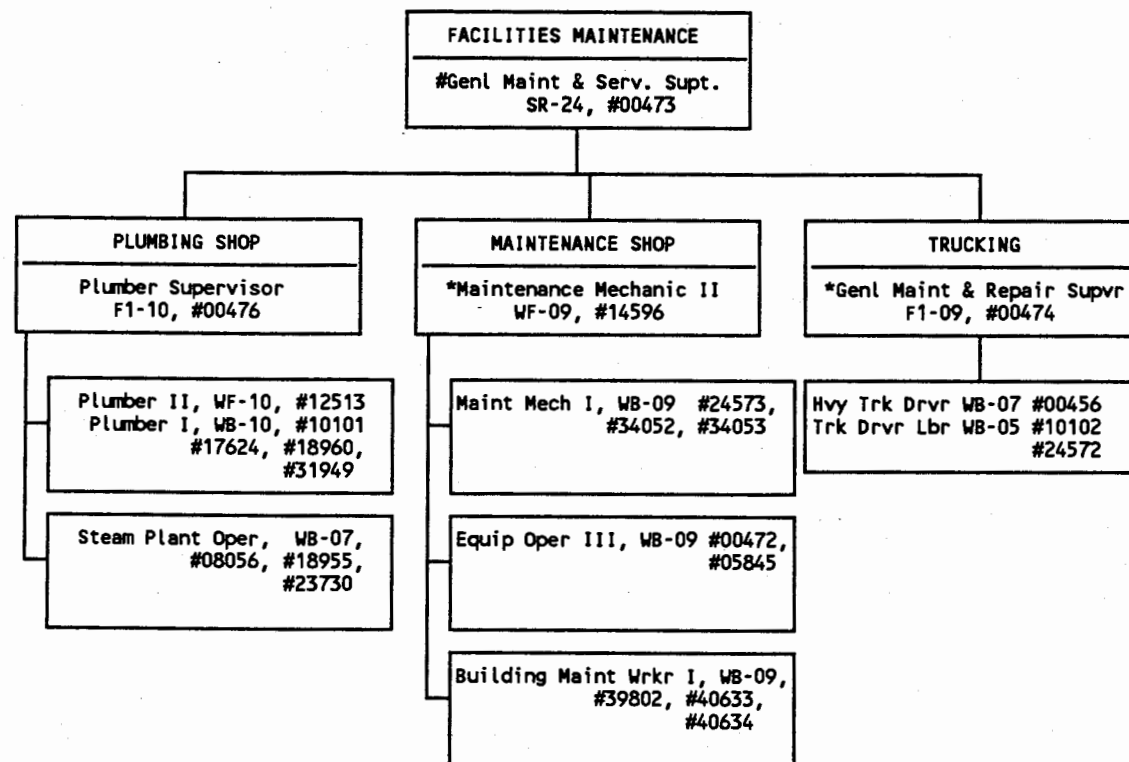 FACILITIES MAINTENANCE
#Genl Maint & Serv. Supt.
SR-24, #00473
PLUMBING SHOP
Plumber Supervisor
F1-10, #00476
Plumber II, WF-10, #12513
Plumber I, WB-10, #10101
#17624, #18960,
#31949
Steam Plant Oper, WB-07,
#08056, #18955,
#23730
MAINTENANCE SHOP
*Maintenance Mechanic II
WF-09, #14596
Maint Mech I, WB-09 #24573,
#34052, #34053
Equip Oper III, WB-09 #00472,
#05845
Building Maint Wrkr I, WB-09,
#39802, #40633,
#40634
TRUCKING
*Genl Maint & Repair Supvr
F1-09, #00474
Hvy Trk Drvr WB-07 #00456
Trk Drvr Lbr WB-05 #10102
#24572